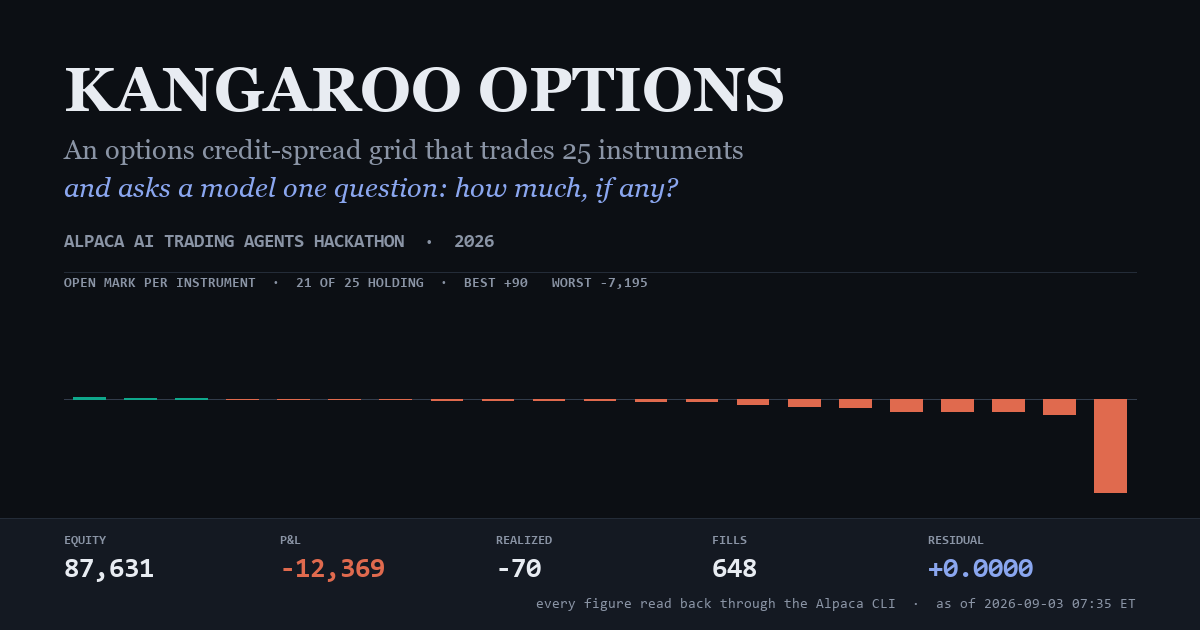 KANGAROO OPTIONS
An options credit-spread grid that trades 25 instruments
and asks a model one question: how much, if any?
ALPACA AI TRADING AGENTS HACKATHON · 2026
OPEN MARK PER INSTRUMENT · 21 OF 25 HOLDING · BEST +90 WORST -7,195
EQUITY P&L REALIZED FILLS RESIDUAL
87,631 -12,369 -70 648 +0.0000
every figure read back through the Alpaca CLI · as of 2026-09-03 07:35 ET